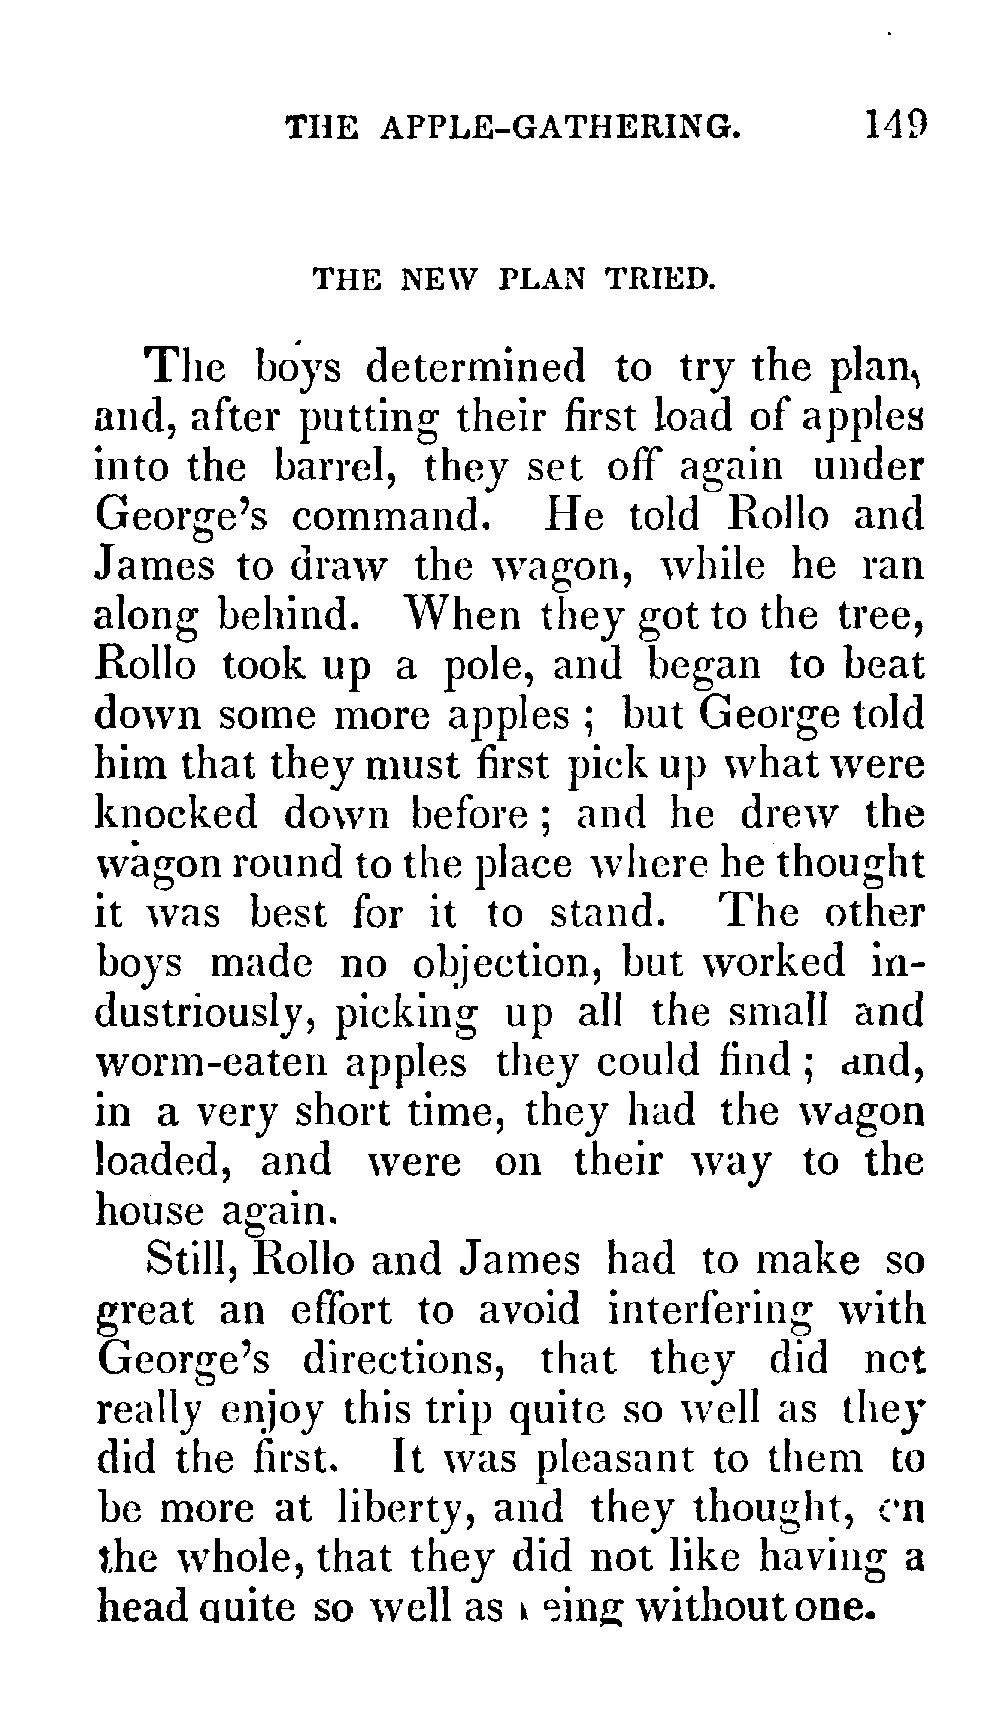 THE APPLE-GATHERING. 149
THE NEW PLAN TRIED.
The boys determined to try the plan,
and, after putting their first load of apples
into the barrel, they set off again under
George's command. He told Rollo and
James to draw the wagon, while he ran
along behind. When they got to the tree,
Rollo took up a pole, and began to beat
down some more apples ; but George told
him that they must first pick up what were
knocked down before ; and he drew the
wagon round to the place where he thought
it was best for it to stand. The other
boys made no objection, but worked in-
dustriously, picking up all the small and
worm-eaten apples they could find ; and,
in a very short time, they had the wagon
loaded, and were on their way to the
house again.
Still, Rollo and James had to make so
great an effort to avoid interfering with
George's directions, that they did not
really enjoy this trip quite so well as they
did the first. It was pleasant to them to
be more at liberty, and they thought, on
the whole, that they did not like having a
head quite so well as being without one.